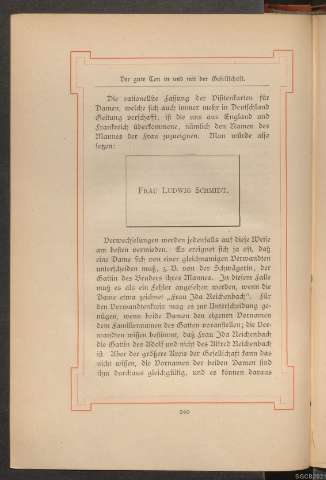 Der gute Ton in und mit der Gesellschaft.
Die rationellste Fassung der Visitenkarten für
Damen, welche sich auch immer mehr in Deutschland
Geltung verschafft, ist die von aus England und
Frankreich überkommene, nämlich den Namen des
Mannes der Frau zuzueignen. Man würde also
setzen:
FRAU LUDWIG SCHMIDT.
Verwechselungen werden jedenfalls auf diese Weise
am besten vermieden. Es ereignet sich ja oft, daß
eine Dame sich von einer gleichnamigen Verwandten
unterscheiden muß, z. B. von der Schwägerin, der
Gattin des Bruders ihres Mannes. In diesem Falle
muß es als ein Fehler angesehen werden, wenn die
Dame etwa zeichnet „Frau Ida Reichenbach“. Für
den Verwandtenkreis mag es zur Unterscheidung ge-
nügen, wenn beide Damen den eigenen Vornamen
dem Familiennamen des Gatten voranstellen; die Ver-
wandten wissen bestimmt, daß Frau Ida Reichenbach
die Gattin des Adolf und nicht des Alfred Reichenbach
ist. Aber der größere Kreis der Gesellschaft kann das
nicht wissen, die Vornamen der beiden Damen sind
ihm durchaus gleichgültig, und es können daraus
240